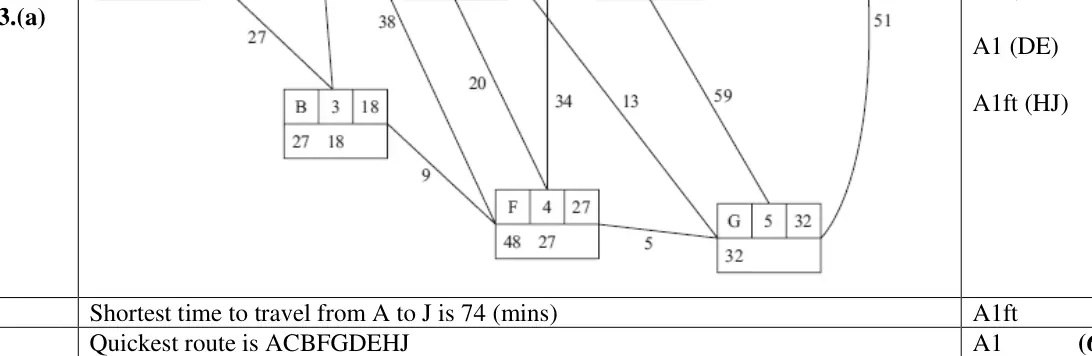 3.(a)
27
38
20
34
13
59
51
A1 (DE)
A1ft (HJ)
B 3 18
27 18
9
F 4 27
48 27
5
G 5 32
32
Shortest time to travel from A to J is 74 (mins) A1ft
Quickest route is ACBFGDEHJ A1